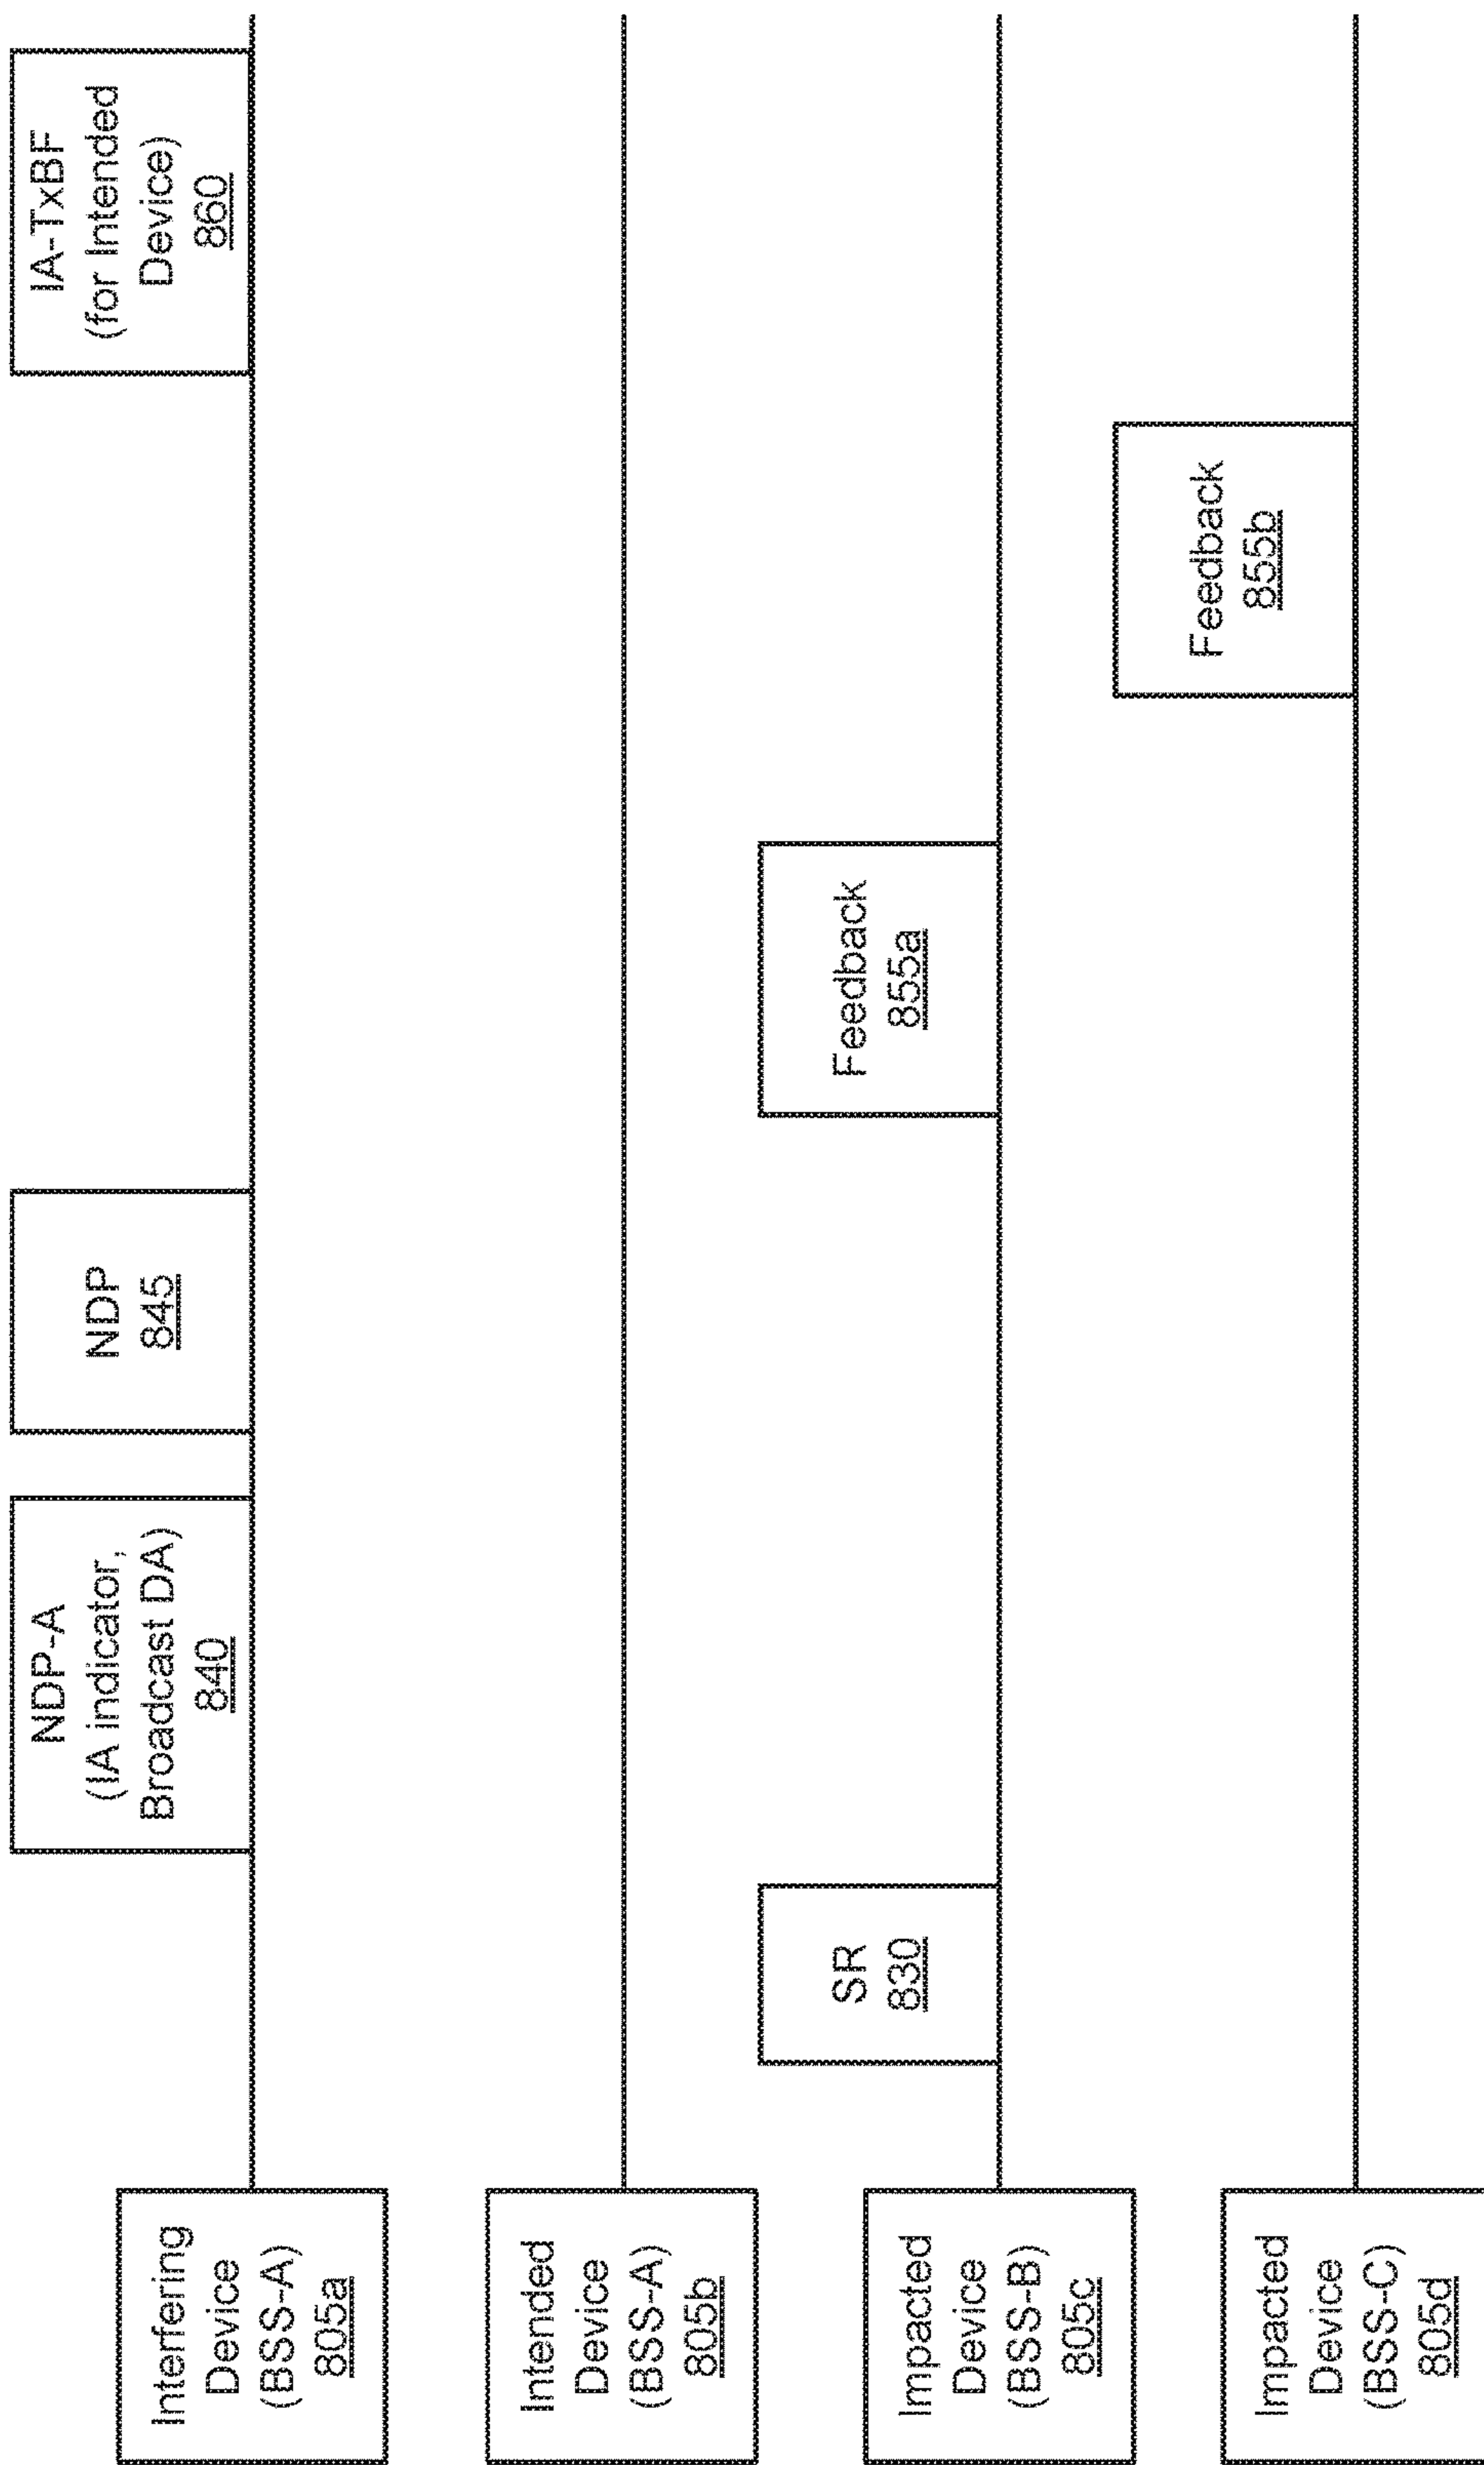 Interfering
Device
(BSS-A)
805a
NDP-A
(IA indicator,
Broadcast DA)
840
NDP
845
IA-TxBF
(for Intended
Device)
860
Intended
Device
(BSS-A)
805b
Impacted
Device
(BSS-B)
805c
SR
830
Feedback
855a
Impacted
Device
(BSS-C)
805d
Feedback
855b